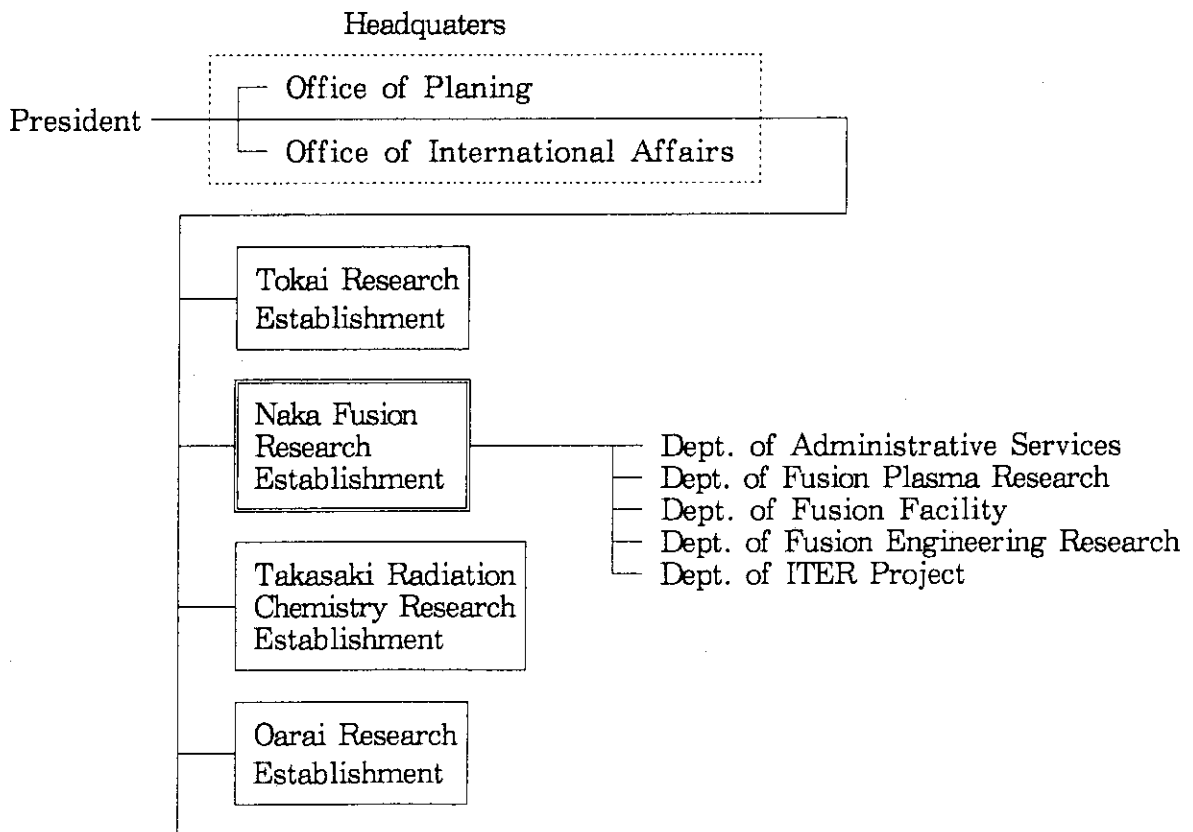 Headquaters
Office of Planing
President
Office of International Affairs
Tokai Research
Establishment
Naka Fusion
Research
Establishment
Dept. of Administrative Services
Dept. of Fusion Plasma Research
Dept. of Fusion Facility
Dept. of Fusion Engineering Research
Dept. of ITER Project
Takasaki Radiation
Chemistry Research
Establishment
Oarai Research
Establishment